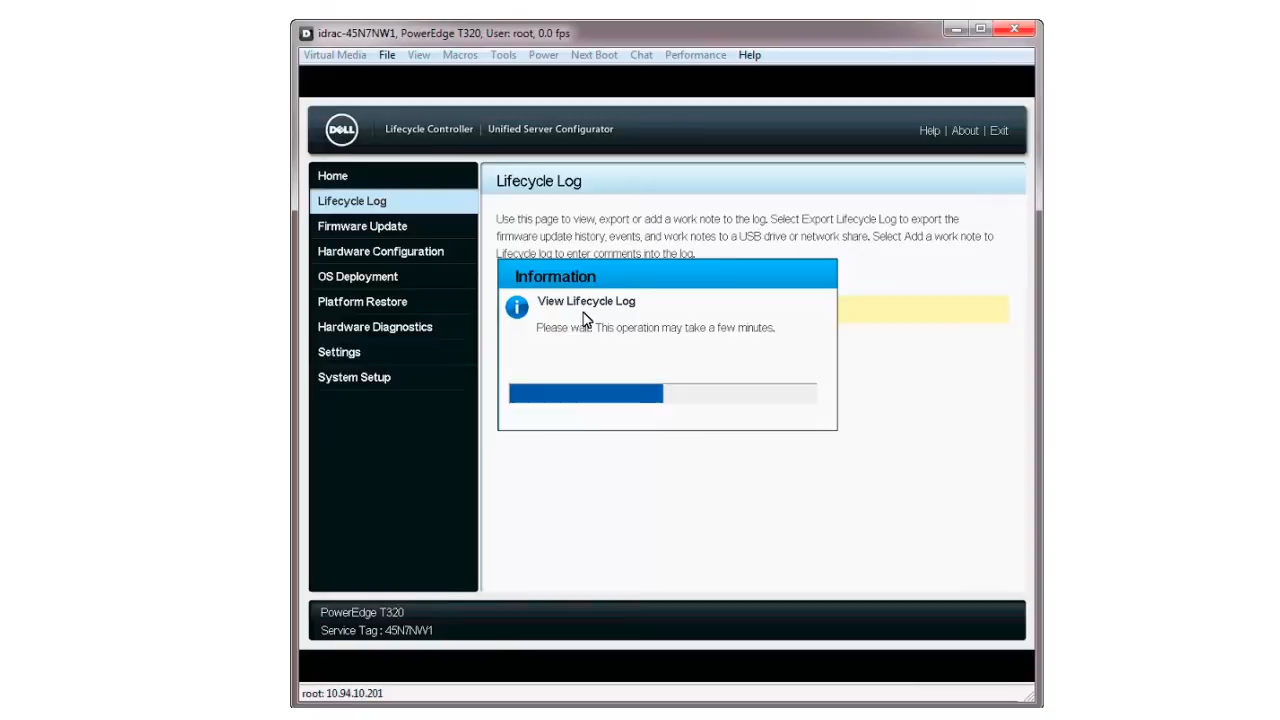 idrac-45N7NW1, PowerEdge T320, User: root, 0.0 fps
Virtual Media File View Macros Tools Power Next Boot Chat Performance Help
DELL Lifecycle Controller | Unified Server Configurator Help | About | Exit
Home
Lifecycle Log
Firmware Update
Hardware Configuration
OS Deployment
Platform Restore
Hardware Diagnostics
Settings
System Setup
Lifecycle Log
Use this page to view, export or add a work note to the log. Select Export Lifecycle Log to export the
firmware update history, events, and work notes to a USB drive or network share. Select Add a work note to
Lifecycle log to enter comments into the log.
Information
View Lifecycle Log
Please wait. This operation may take a few minutes.
PowerEdge T320
Service Tag : 45N7NW1
root: 10.94.10.201